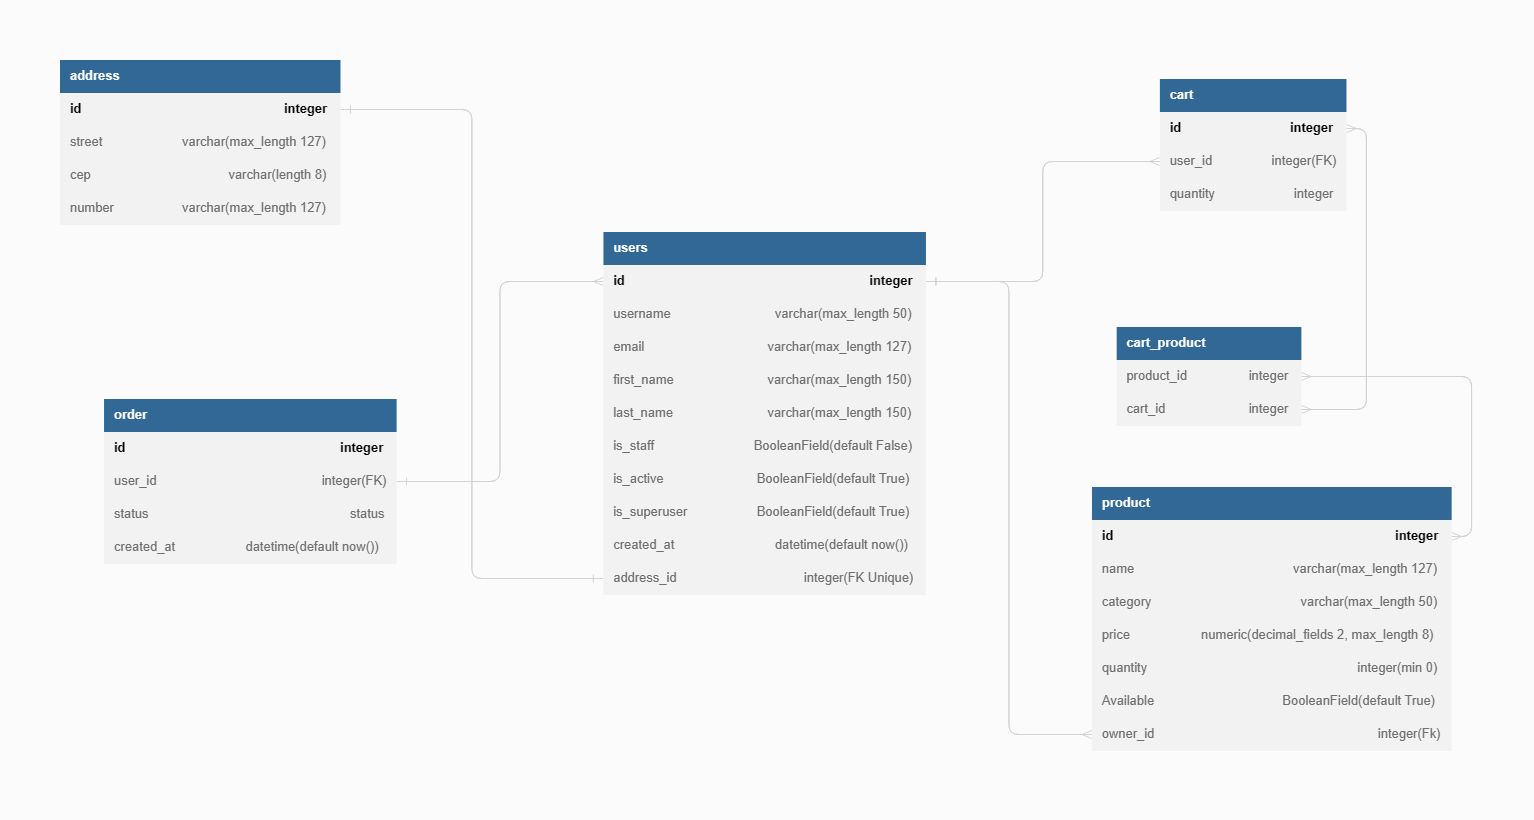 address
id integer
street varchar(max_length 127)
cep varchar(length 8)
number varchar(max_length 127)
order
id integer
user_id integer(FK)
status status
created_at datetime(default now())
users
id integer
username varchar(max_length 50)
email varchar(max_length 127)
first_name varchar(max_length 150)
last_name varchar(max_length 150)
is_staff BooleanField(default False)
is_active BooleanField(default True)
is_superuser BooleanField(default True)
created_at datetime(default now())
address_id integer(FK Unique)
cart
id integer
user_id integer(FK)
quantity integer
cart_product
product_id integer
cart_id integer
product
id integer
name varchar(max_length 127)
category varchar(max_length 50)
price numeric(decimal_fields 2, max_length 8)
quantity integer(min 0)
Available BooleanField(default True)
owner_id integer(Fk)